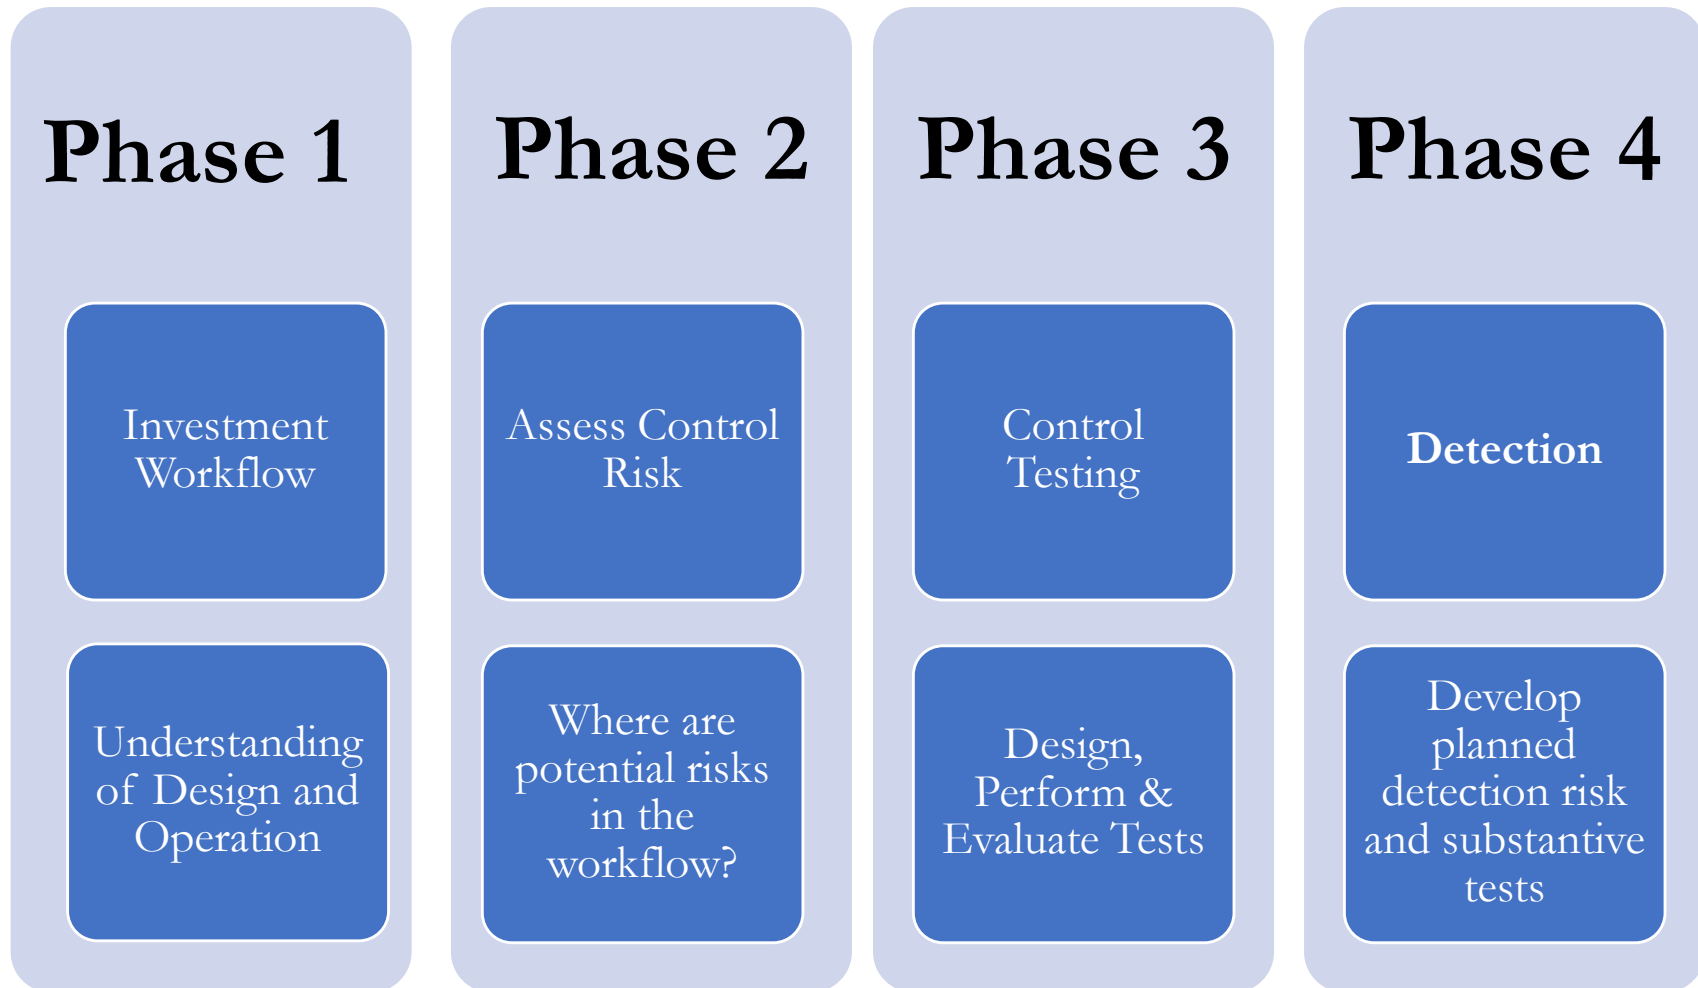 Phase 1
Investment
Workflow
Understanding
of Design and
Operation
Phase 2
Assess Control
Risk
Where are
potential risks
in the
workflow?
Phase 3
Control
Testing
Design,
Perform &
Evaluate Tests
Phase 4
Detection
Develop
planned
detection risk
and substantive
tests